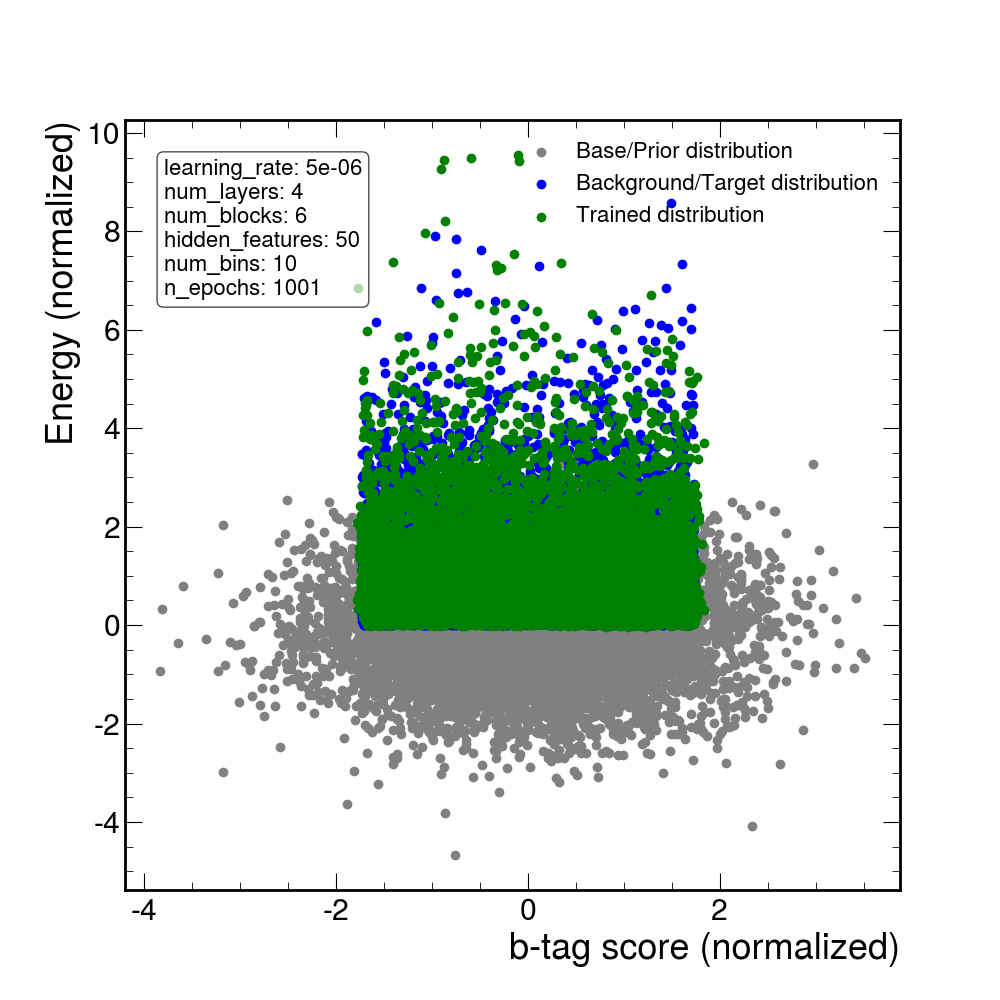 10
8
6
4
2
0
-2
-4
Energy (normalized)
learning_rate: 5e-06
num_layers: 4
num_blocks: 6
hidden_features: 50
num_bins: 10
n_epochs: 1001
Base/Prior distribution
Background/Target distribution
Trained distribution
-4 -2 0 2
b-tag score (normalized)